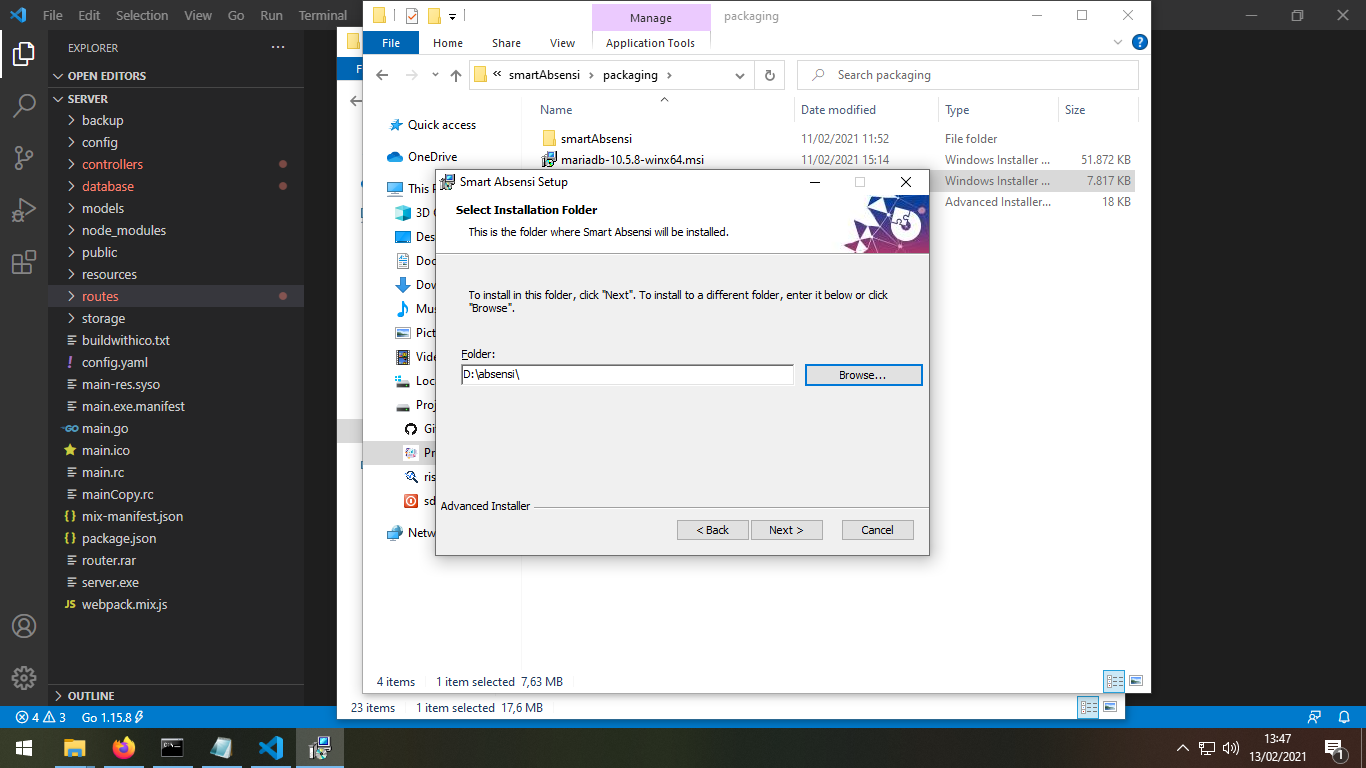 File Edit Selection View Go Run Terminal
EXPLORER
OPEN EDITORS
SERVER
backup
config
controllers
database
models
node_modules
public
resources
routes
storage
buildwithico.txt
config.yaml
main-res.syso
main.exe.manifest
main.go
main.ico
main.rc
mainCopy.rc
mix-manifest.json
package.json
router.rar
server.exe
webpack.mix.js
OUTLINE
4 3 Go 1.15.8
Manage packaging
File Home Share View Application Tools
smartAbsensi packaging
Search packaging
Name Date modified Type Size
Quick access
OneDrive
This P
3D
Des
Doc
Dov
Mus
Pict
Vide
Loc
Proj
Gi
Pr
ris
sd
Netw
smartAbsensi 11/02/2021 11:52 File folder
mariadb-10.5.8-winx64.msi 11/02/2021 15:14 Windows Installer ... 51.872 KB
Windows Installer ... 7.817 KB
Advanced Installer... 18 KB
Smart Absensi Setup
Select Installation Folder
This is the folder where Smart Absensi will be installed.
To install in this folder, click "Next". To install to a different folder, enter it below or click
"Browse".
Folder:
D:\absensi\
Browse...
Advanced Installer
< Back Next > Cancel
4 items 1 item selected 7,63 MB
23 items 1 item selected 17,6 MB
13:47
13/02/2021
1